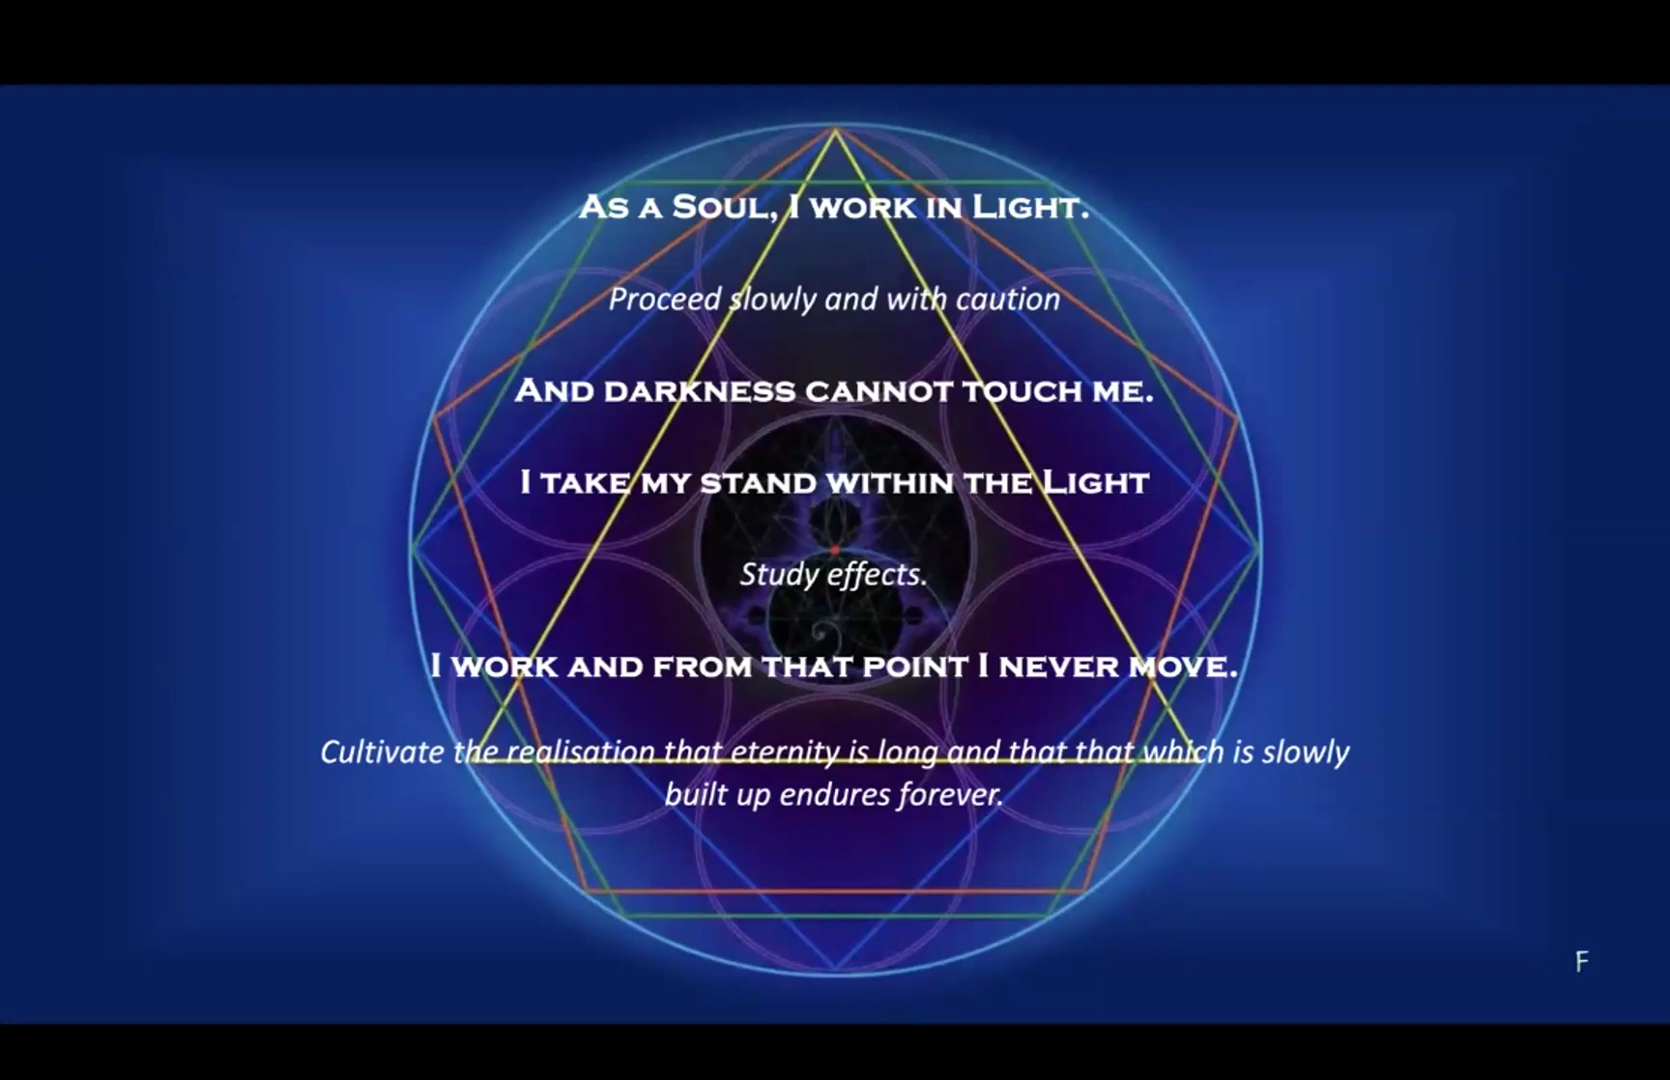 As a Soul, I work in Light.
Proceed slowly and with caution
And darkness cannot touch me.
I take my stand within the Light
Study effects.
I work and from that point I never move.
Cultivate the realisation that eternity is long and that that which is slowly
built up endures forever.
F